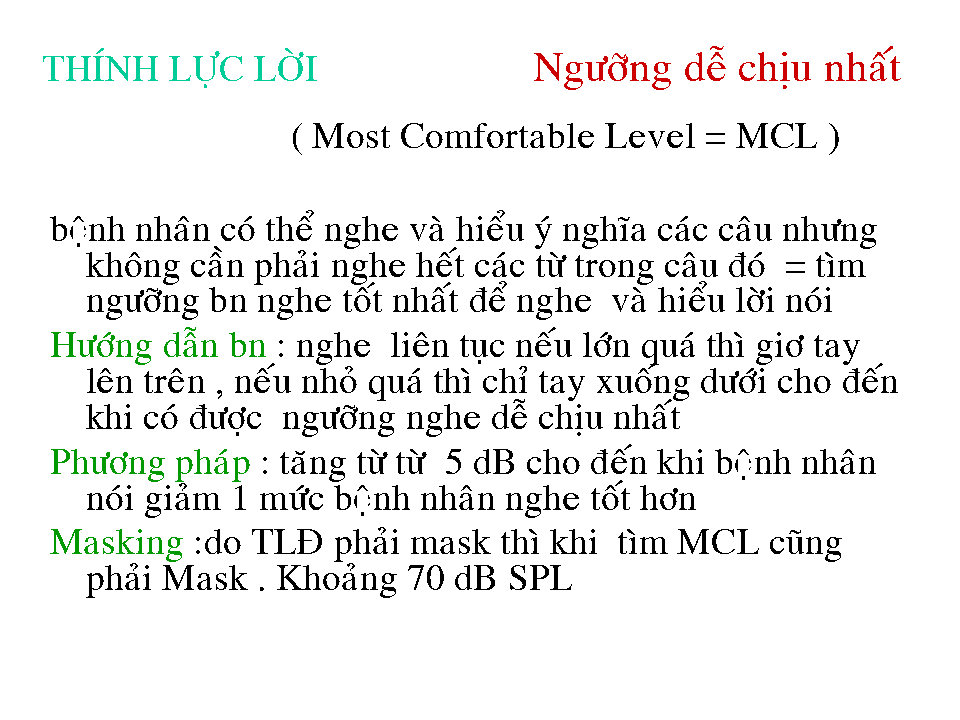 THÍNH LỰC LỜI Ngưỡng dễ chịu nhất
( Most Comfortable Level = MCL )
bệnh nhân có thể nghe và hiểu ý nghĩa các câu nhưng
không cần phải nghe hết các từ trong câu đó = tìm
ngưỡng bn nghe tốt nhất để nghe và hiểu lời nói
Hướng dẫn bn : nghe liên tục nếu lớn quá thì giơ tay
lên trên , nếu nhỏ quá thì chỉ tay xuống dưới cho đến
khi có được ngưỡng nghe dễ chịu nhất
Phương pháp : tăng từ từ 5 dB cho đến khi bệnh nhân
nói giảm 1 mức bệnh nhân nghe tốt hơn
Masking :do TLĐ phải mask thì khi tìm MCL cũng
phải Mask . Khoảng 70 dB SPL